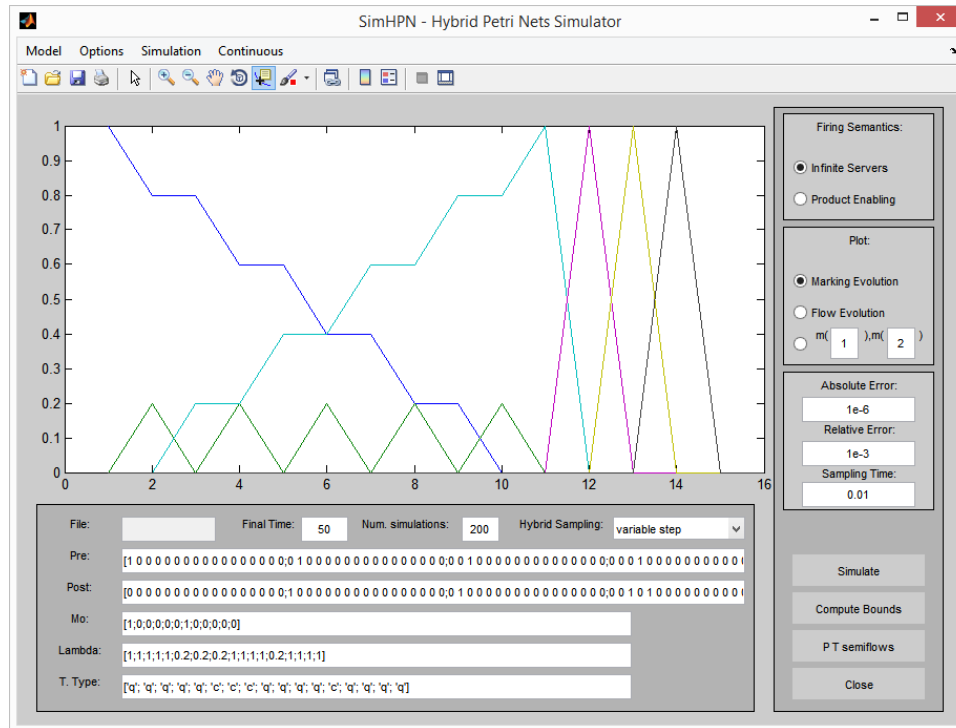 SimHPN - Hybrid Petri Nets Simulator
Model Options Simulation Continuous
1
0.9
0.8
0.7
0.6
0.5
0.4
0.3
0.2
0.1
0
0 2 4 6 8 10 12 14 16
Firing Semantics:
Infinite Servers
Product Enabling
Plot:
Marking Evolution
Flow Evolution
m( 1 ),m( 2 )
Absolute Error:
1e-6
Relative Error:
1e-3
Sampling Time:
0.01
File: Final Time: 50 Num. simulations: 200 Hybrid Sampling: variable step
Pre: [1 0 0 0 0 0 0 0 0 0 0 0 0 0 0 0 0;0 1 0 0 0 0 0 0 0 0 0 0 0 0 0 0 0;0 0 1 0 0 0 0 0 0 0 0 0 0 0 0 0 0;0 0 0 1 0 0 0 0 0 0 0 0 0 0
Post: [0 0 0 0 0 0 0 0 0 0 0 0 0 0 0 0 0;1 0 0 0 0 0 0 0 0 0 0 0 0 0 0 0 0;0 1 0 0 0 0 0 0 0 0 0 0 0 0 0 0 0;0 0 1 0 1 0 0 0 0 0 0 0 0 0
Mo: [1;0;0;0;0;0;1;0;0;0;0;0]
Lambda: [1;1;1;1;1;0.2;0.2;0.2;1;1;1;1;0.2;1;1;1;1]
T. Type: ['q'; 'q'; 'q'; 'q'; 'q'; 'c'; 'c'; 'c'; 'q'; 'q'; 'q'; 'q'; 'c'; 'q'; 'q'; 'q'; 'q']
Simulate
Compute Bounds
P T semiflows
Close